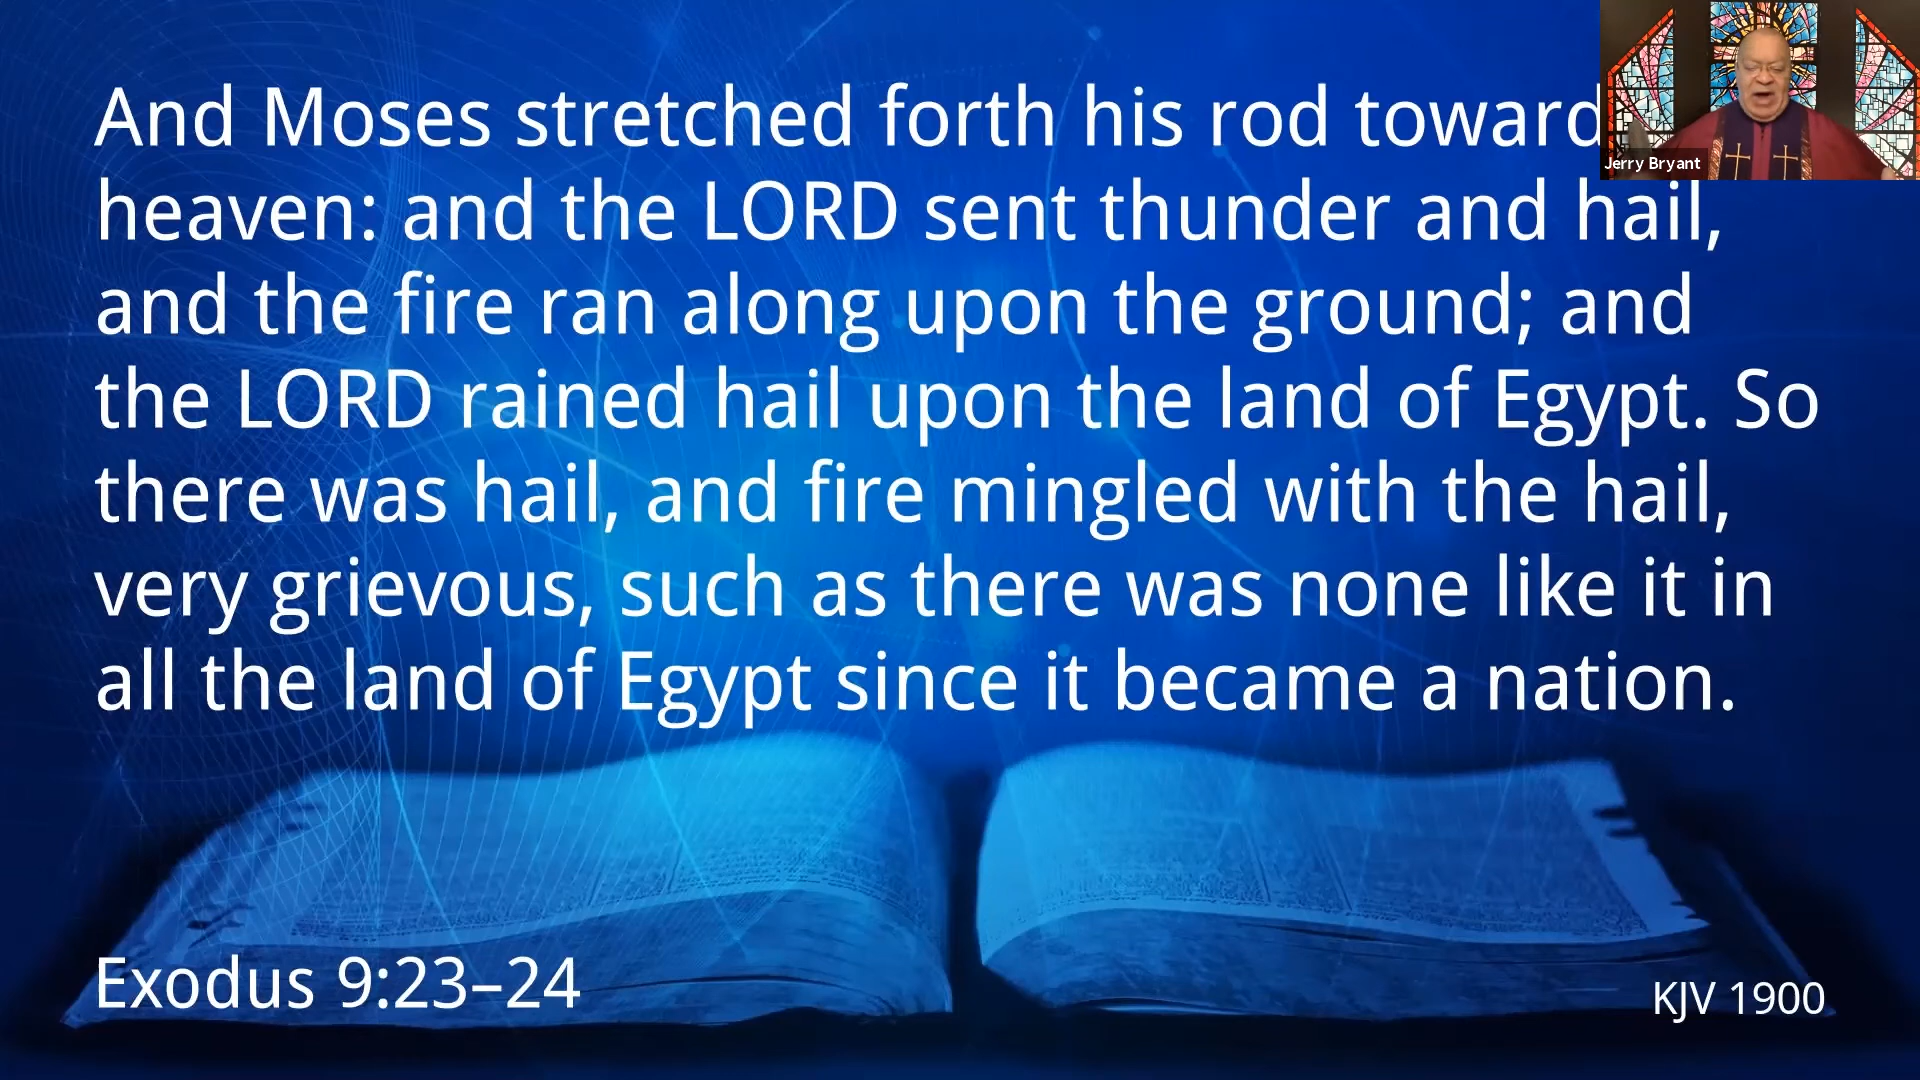 And Moses stretched forth his rod toward
heaven: and the LORD sent thunder and hail,
and the fire ran along upon the ground; and
the LORD rained hail upon the land of Egypt. So
there was hail, and fire mingled with the hail,
very grievous, such as there was none like it in
all the land of Egypt since it became a nation.
Exodus 9:23–24
KJV 1900
Jerry Bryant